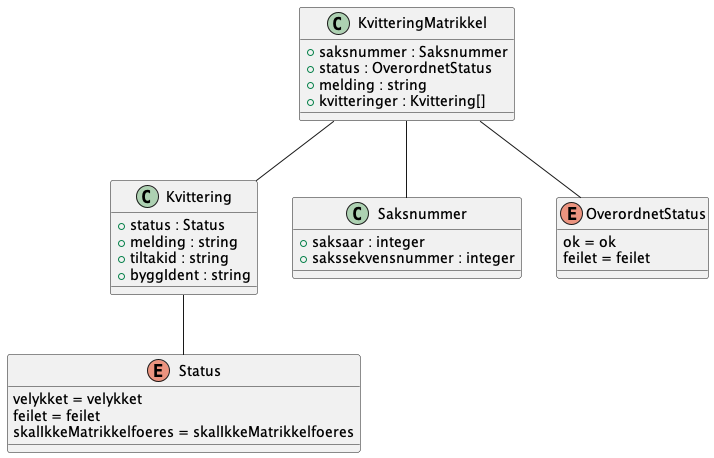 C KvitteringMatrikkel
saksnummer : Saksnummer
status : OverordnetStatus
melding : string
kvitteringer : Kvittering[]
C Kvittering
status : Status
melding : string
tiltakid : string
byggIdent : string
C Saksnummer
saksaar : integer
sakssekvensnummer : integer
E OverordnetStatus
ok = ok
feilet = feilet
E Status
velykket = velykket
feilet = feilet
skalIkkeMatrikkelfoeres = skalIkkeMatrikkelfoeres